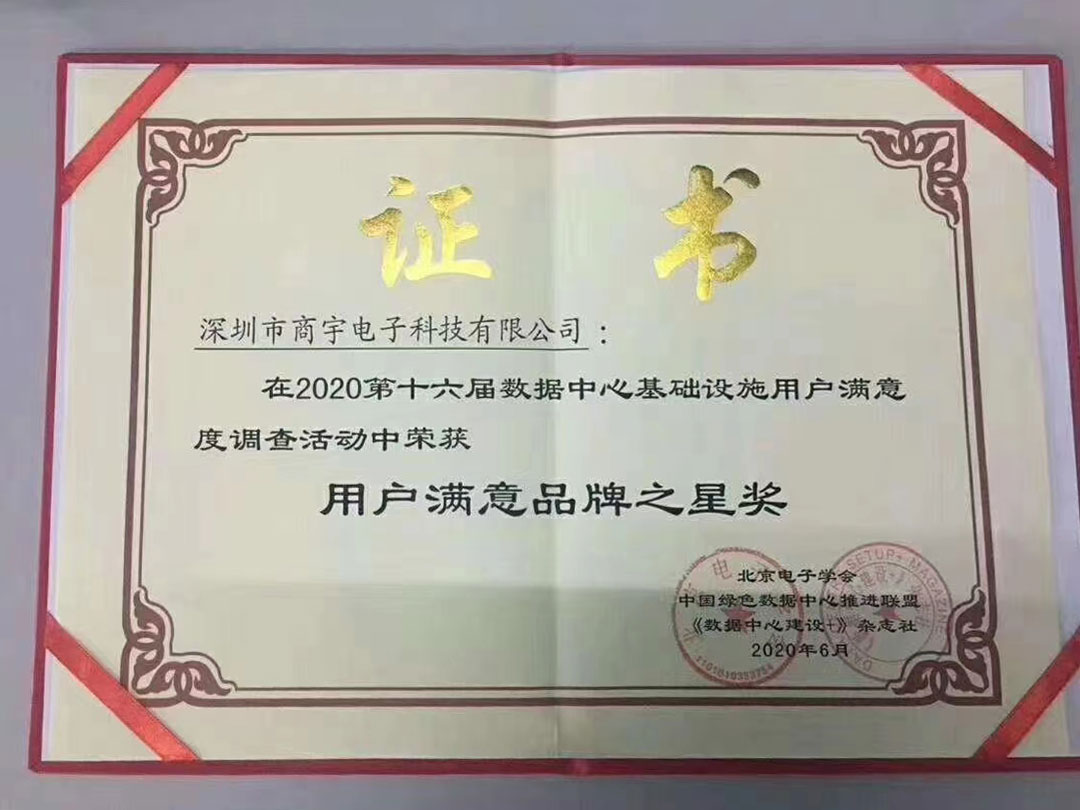 证书
深圳市商宇电子科技有限公司：
在2020第十六届数据中心基础设施用户满意
度调查活动中荣获
用户满意品牌之星奖
北京电子学会
中国绿色数据中心推进联盟
《数据中心建设+》杂志社
2020年6月
SETUP+ MAGAZINE